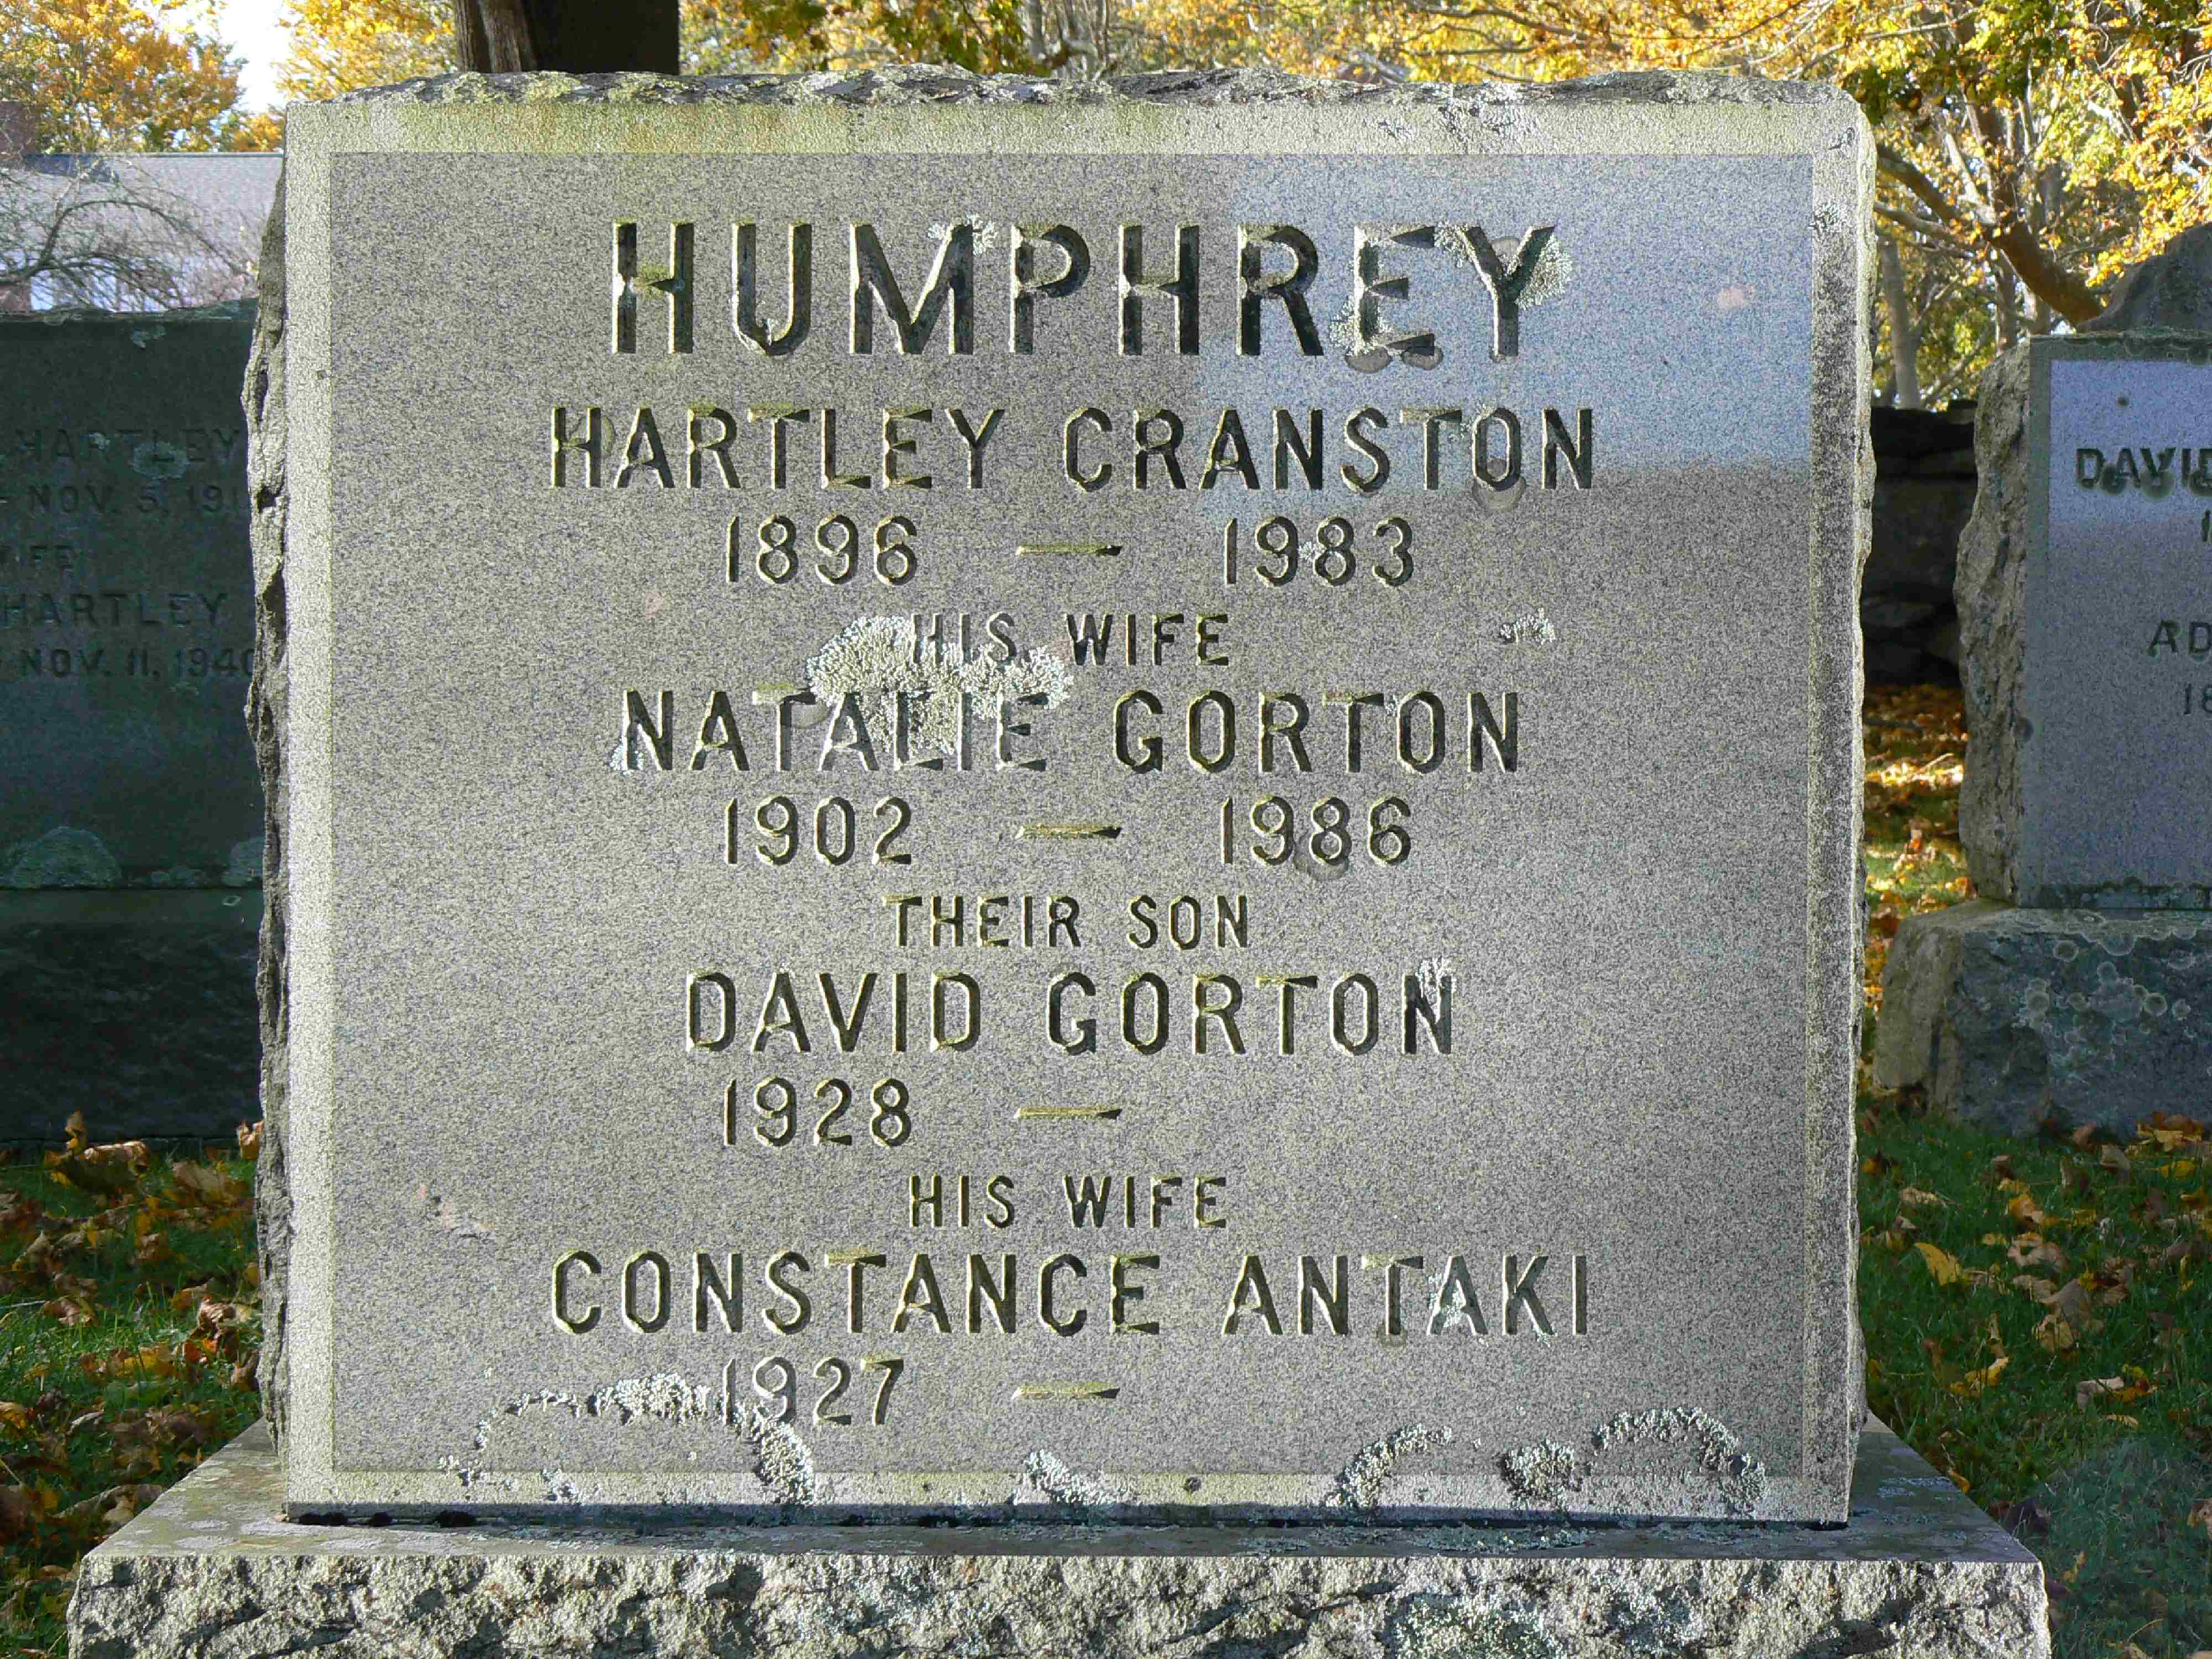 HUMPHREY
HARTLEY CRANSTON
1896 — 1983
HIS WIFE
NATALIE GORTON
1902 — 1986
THEIR SON
DAVID GORTON
1928 —
HIS WIFE
CONSTANCE ANTAKI
1927 —
HARTLEY
NOV. 5,
HARTLEY
NOV. 11, 1940
DAVID